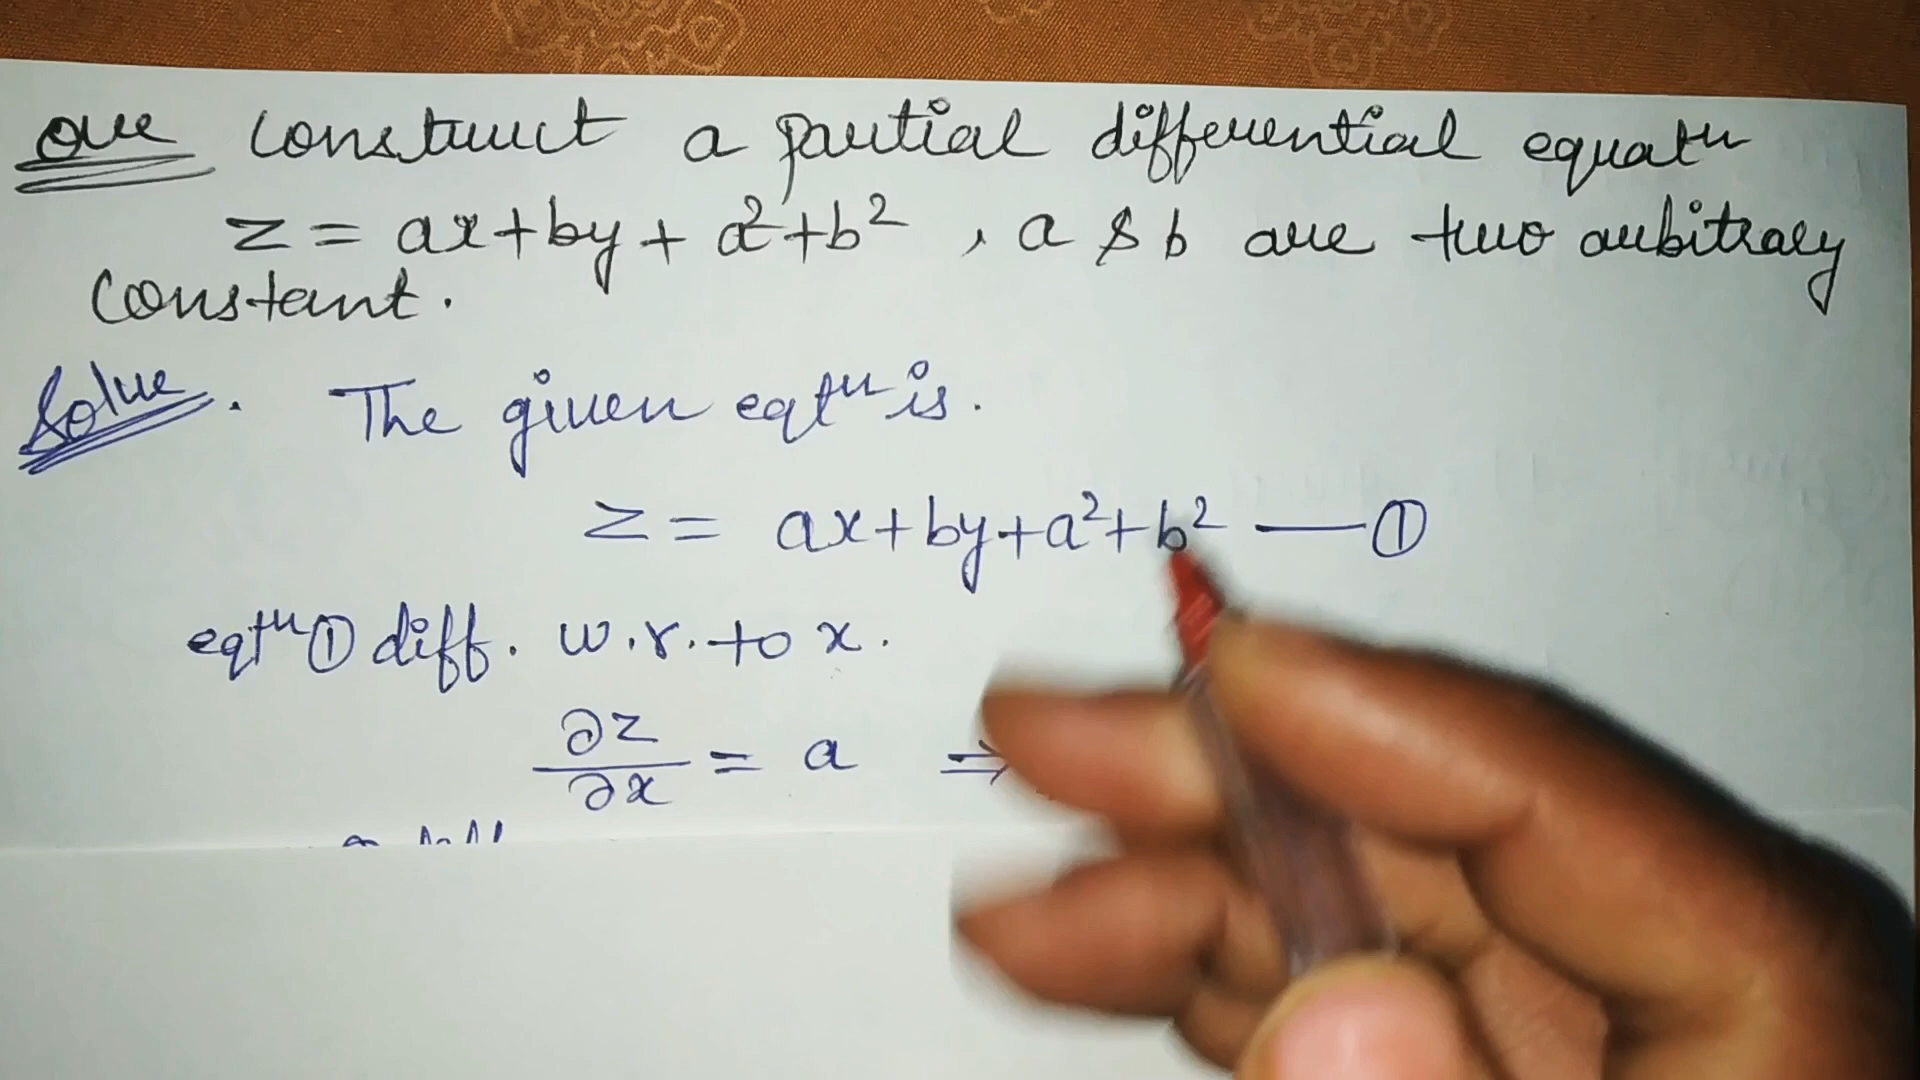 Que construct a partial differential equatn
z = ax+by+ a²+b² , a & b are two arbitrary
constant.
Solve. The given eqtn is.
z = ax+by+a²+b² — ①
eqtn ① diff. w.r.to x.
∂z/∂x = a ⇒